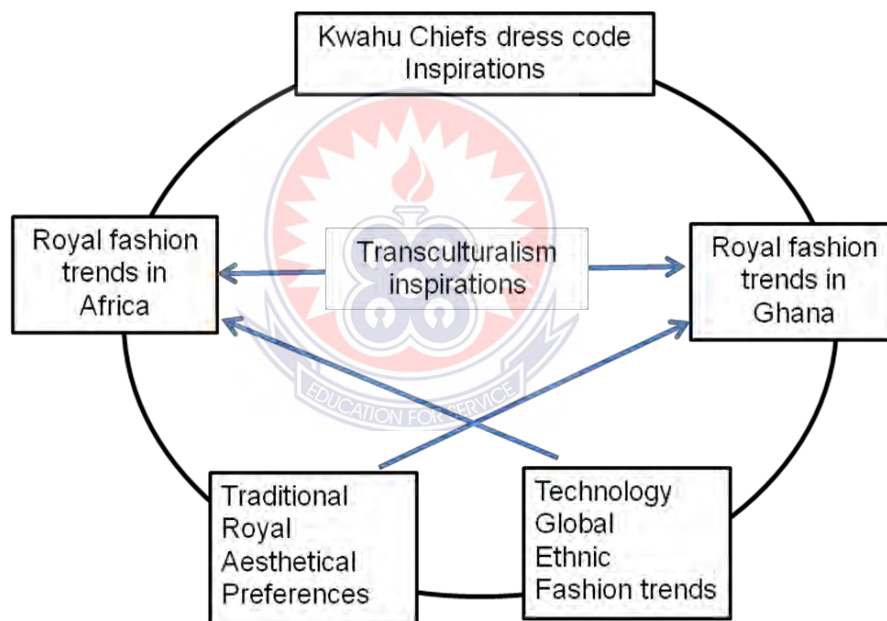 Kwahu Chiefs dress code
Inspirations
Royal fashion
trends in
Africa
Transculturalism
inspirations
Royal fashion
trends in
Ghana
EDUCATION FOR SERVICE
Traditional
Royal
Aesthetical
Preferences
Technology
Global
Ethnic
Fashion trends